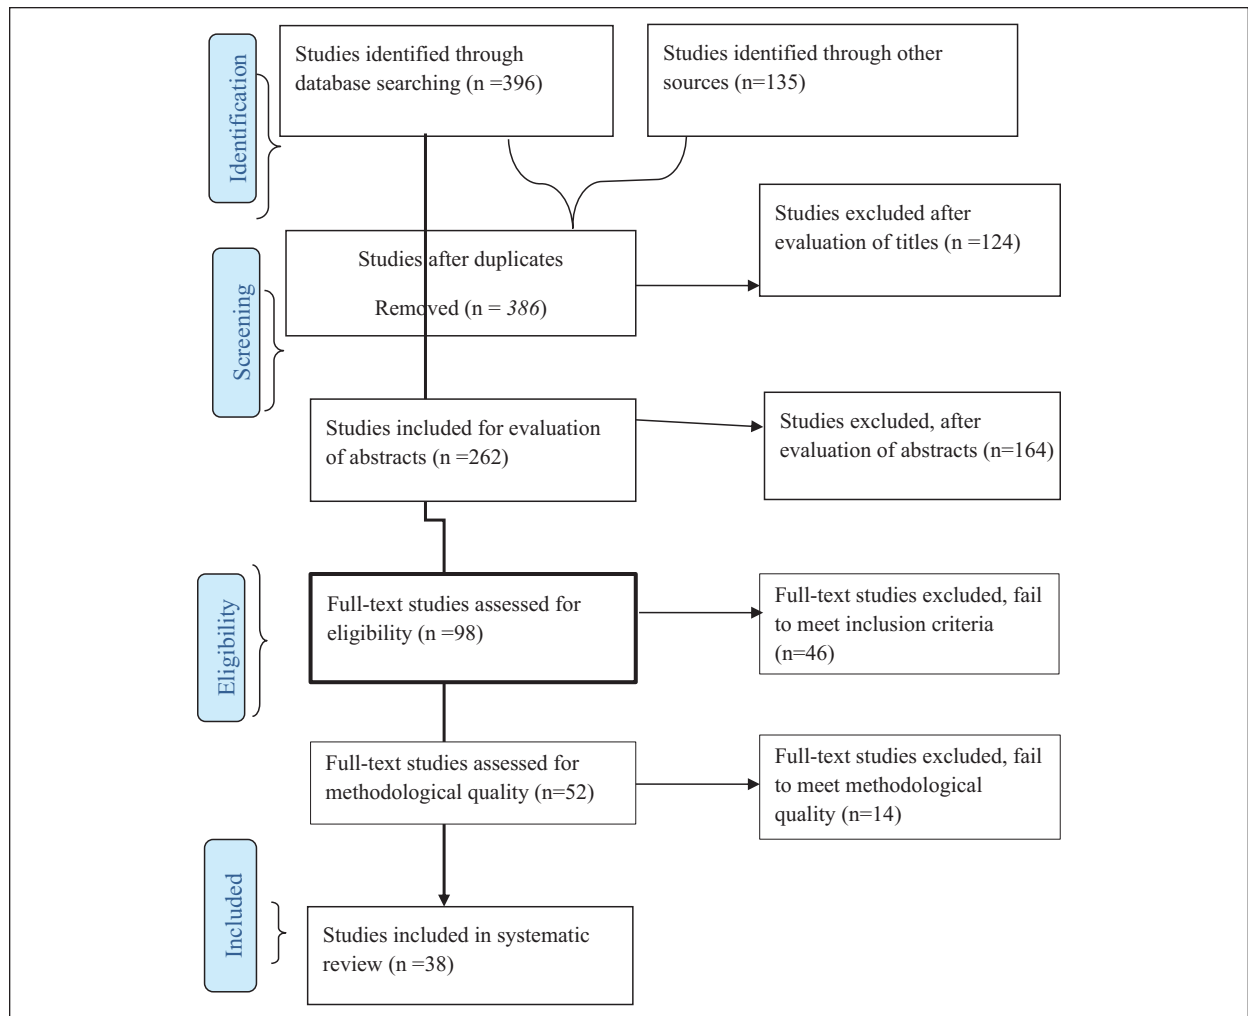 Identification
Studies identified through
database searching (n =396)
Studies identified through other
sources (n=135)
Studies excluded after
evaluation of titles (n =124)
Screening
Studies after duplicates
Removed (n = 386)
Studies included for evaluation
of abstracts (n =262)
Studies excluded, after
evaluation of abstracts (n=164)
Eligibility
Full-text studies assessed for
eligibility (n =98)
Full-text studies excluded, fail
to meet inclusion criteria
(n=46)
Full-text studies assessed for
methodological quality (n=52)
Full-text studies excluded, fail
to meet methodological
quality (n=14)
Included
Studies included in systematic
review (n =38)